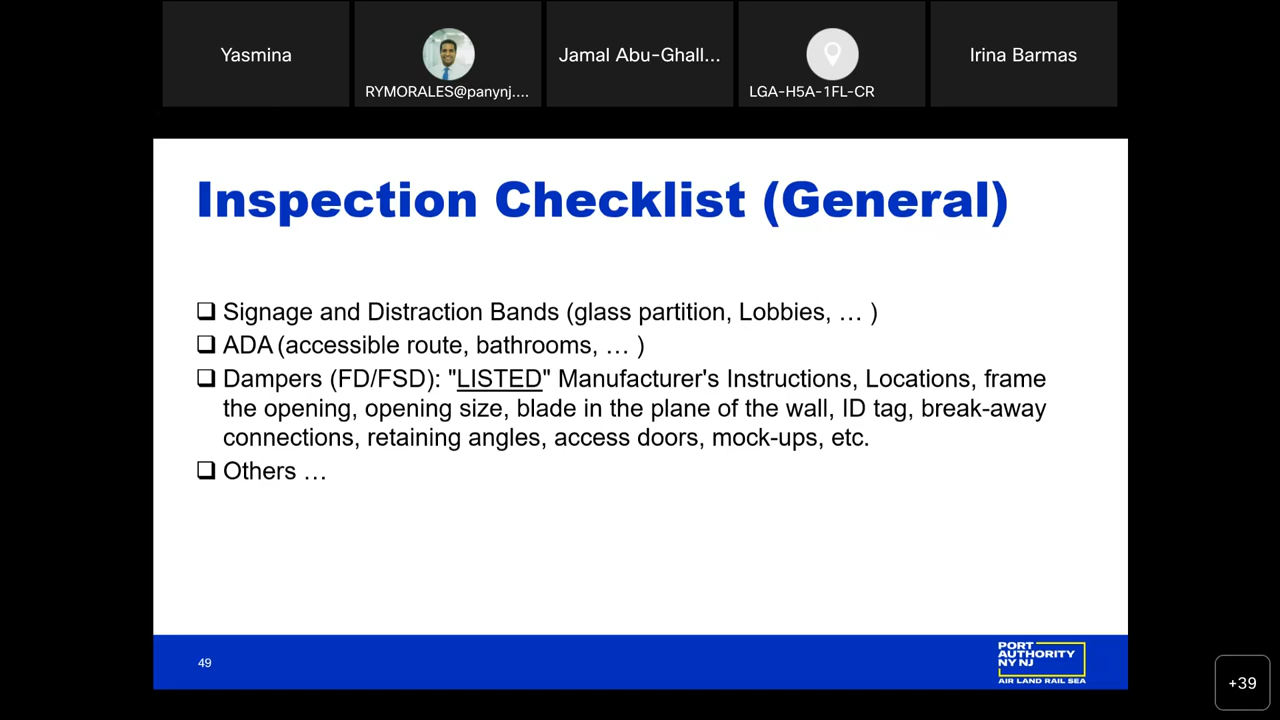 Yasmina
RYMORALES@panynj....
Jamal Abu-Ghall...
LGA-H5A-1FL-CR
Irina Barmas
Inspection Checklist (General)
❑ Signage and Distraction Bands (glass partition, Lobbies, … )
❑ ADA (accessible route, bathrooms, … )
❑ Dampers (FD/FSD): "LISTED" Manufacturer's Instructions, Locations, frame
the opening, opening size, blade in the plane of the wall, ID tag, break-away
connections, retaining angles, access doors, mock-ups, etc.
❑ Others …
49
PORT
AUTHORITY
NY NJ
AIR LAND RAIL SEA
+39